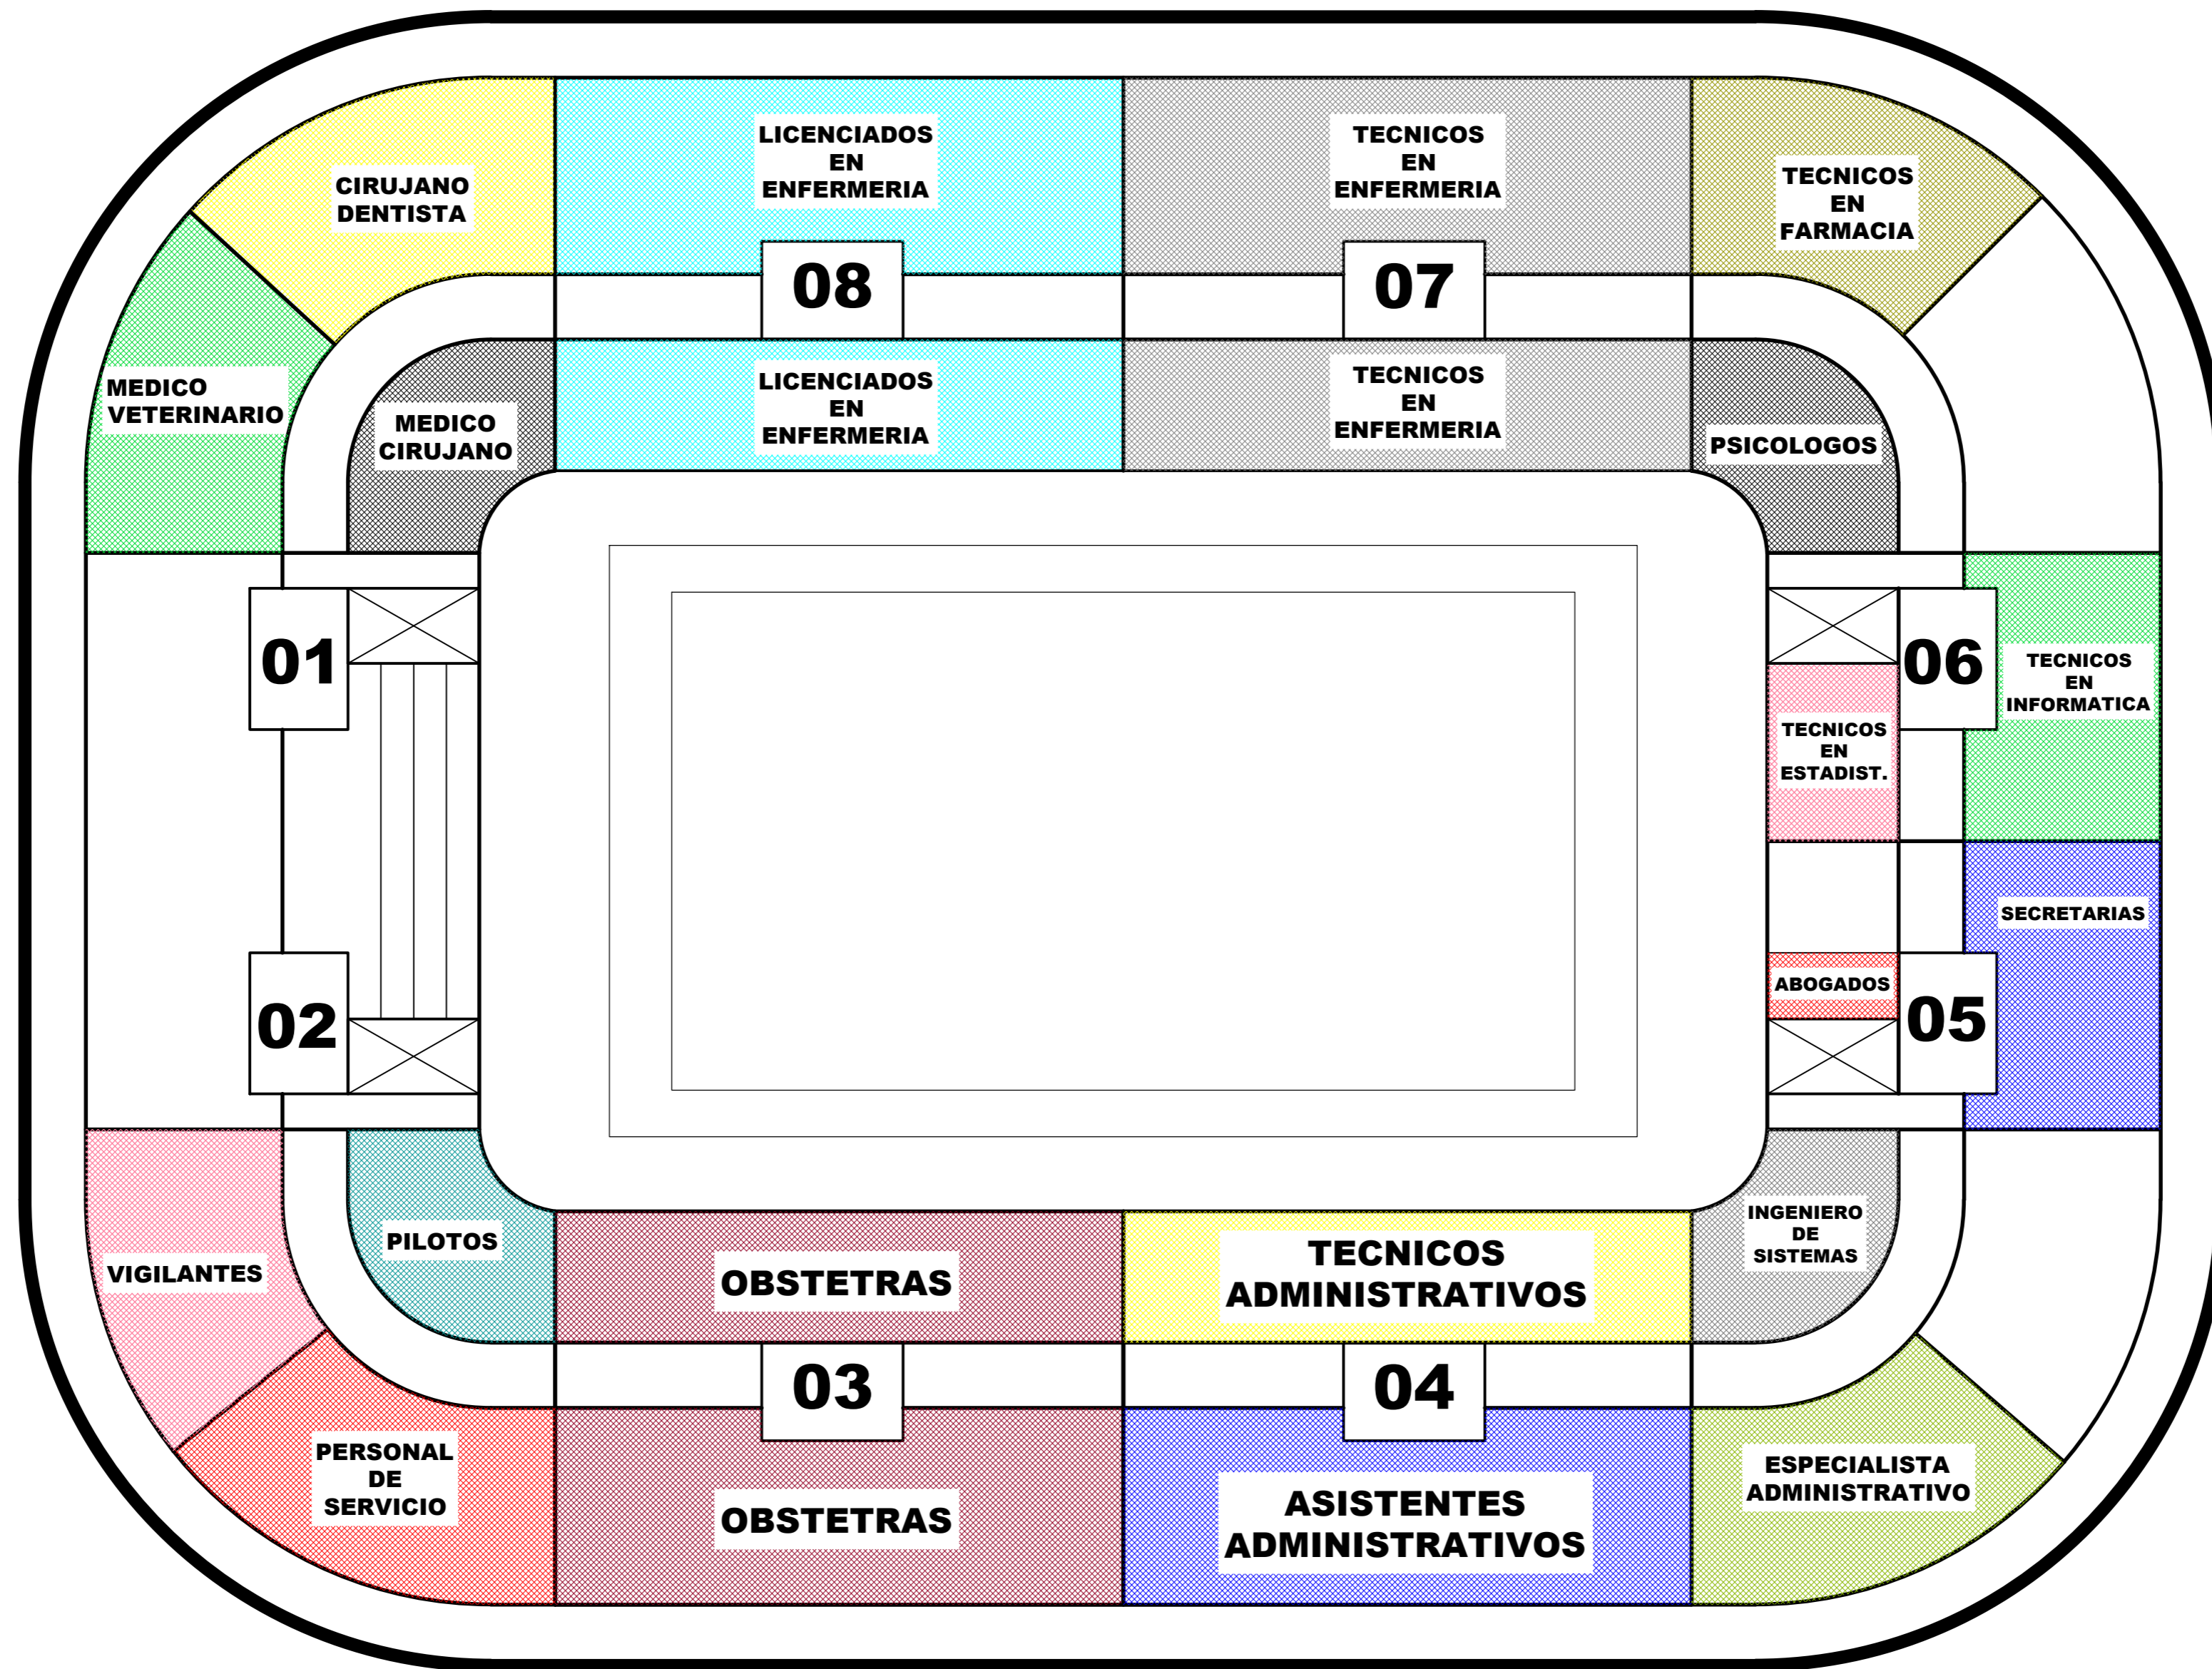 CIRUJANO
DENTISTA
LICENCIADOS
EN
ENFERMERIA
TECNICOS
EN
ENFERMERIA
TECNICOS
EN
FARMACIA
08
07
MEDICO
VETERINARIO
MEDICO
CIRUJANO
LICENCIADOS
EN
ENFERMERIA
TECNICOS
EN
ENFERMERIA
PSICOLOGOS
01
06
TECNICOS
EN
INFORMATICA
TECNICOS
EN
ESTADIST.
SECRETARIAS
ABOGADOS
02
05
VIGILANTES
PILOTOS
OBSTETRAS
TECNICOS
ADMINISTRATIVOS
INGENIERO
DE
SISTEMAS
03
04
PERSONAL
DE
SERVICIO
OBSTETRAS
ASISTENTES
ADMINISTRATIVOS
ESPECIALISTA
ADMINISTRATIVO